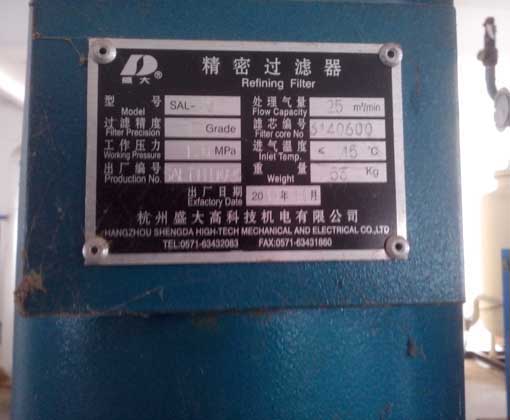 盛大®
精密过滤器
Refining Filter
型号 Model SAL-
处理气量 Flow Capacity 25 m³/min
过滤精度 Filter Precision Grade
滤芯编号 Filter core No
工作压力 Working Pressure MPa
进气温度 Inlet Temp. ≤ 45 ℃
出厂编号 Production No.
重量 Weight Kg
出厂日期 Exfactory Date 20 月
杭州盛大高科技机电有限公司
HANGZHOU SHENGDA HIGH-TECH MECHANICAL AND ELECTRICAL CO.,LTD
TEL:0571-63432083 FAX:0571-63431860